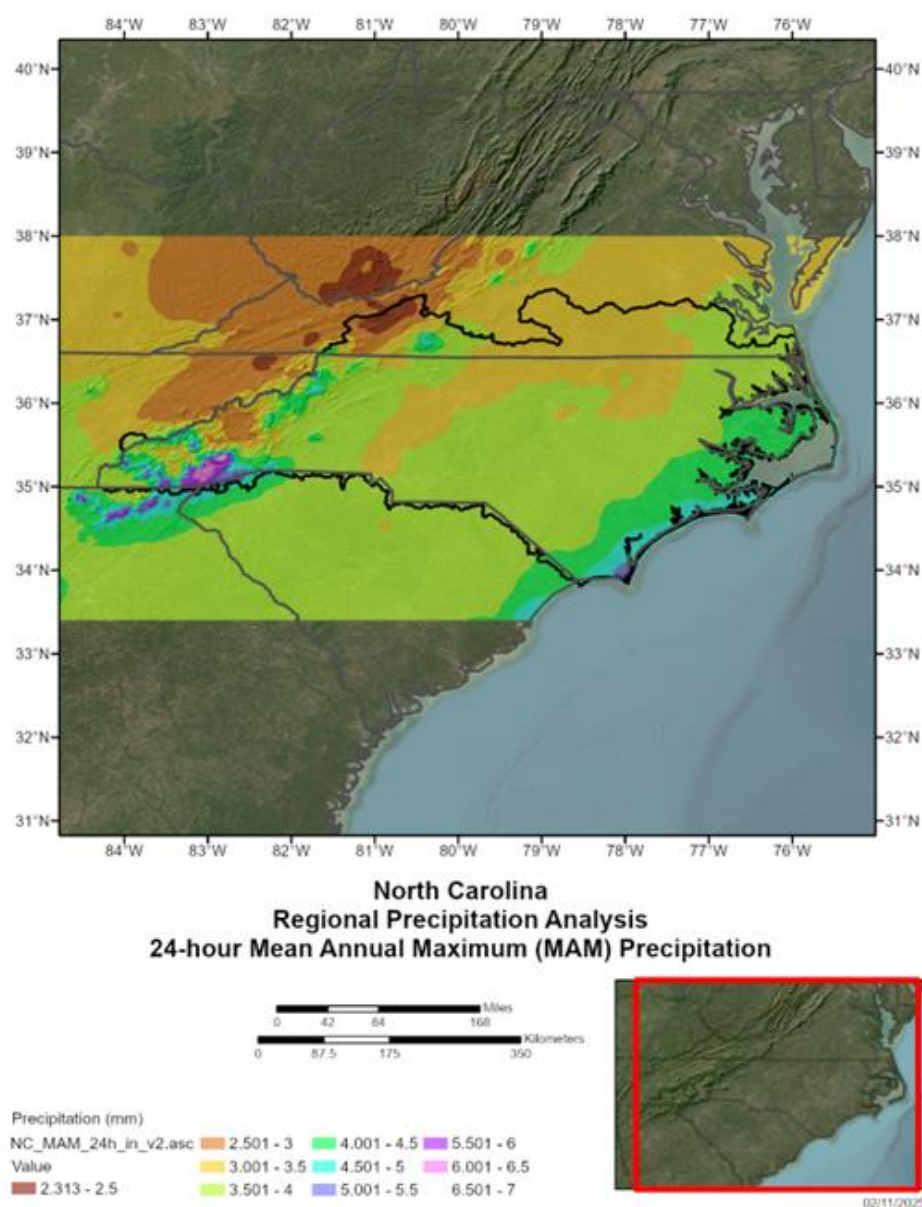 84°W 83°W 82°W 81°W 80°W 79°W 78°W 77°W 76°W
40°N 40°N
39°N 39°N
38°N 38°N
37°N 37°N
36°N 36°N
35°N 35°N
34°N 34°N
33°N 33°N
32°N 32°N
31°N 31°N
84°W 83°W 82°W 81°W 80°W 79°W 78°W 77°W 76°W
North Carolina
Regional Precipitation Analysis
24-hour Mean Annual Maximum (MAM) Precipitation
Miles
0 42 84 168
Kilometers
0 87.5 175 350
Precipitation (mm)
NC_MAM_24h_in_v2.asc 2.501 - 3 4.001 - 4.5 5.501 - 6
Value 3.001 - 3.5 4.501 - 5 6.001 - 6.5
2.313 - 2.5 3.501 - 4 5.001 - 5.5 6.501 - 7
02/11/2025